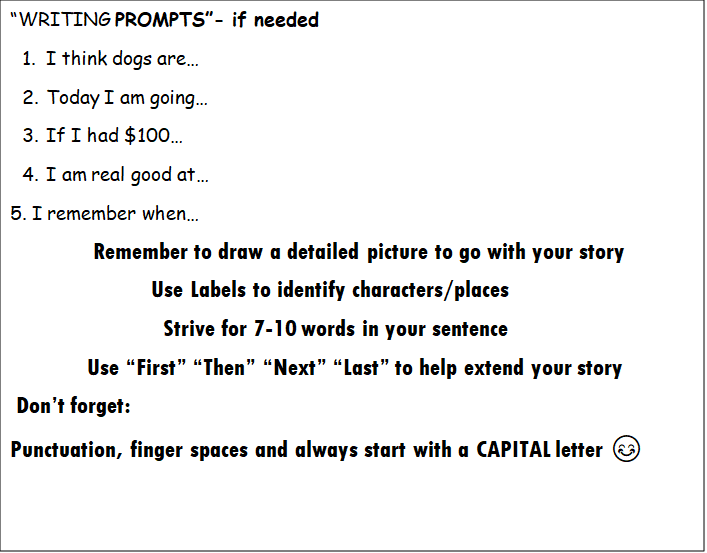 “WRITING PROMPTS”- if needed
1. I think dogs are…
2. Today I am going…
3. If I had $100…
4. I am real good at…
5. I remember when…
Remember to draw a detailed picture to go with your story
Use Labels to identify characters/places
Strive for 7-10 words in your sentence
Use “First” “Then” “Next” “Last” to help extend your story
Don’t forget:
Punctuation, finger spaces and always start with a CAPITAL letter 😊